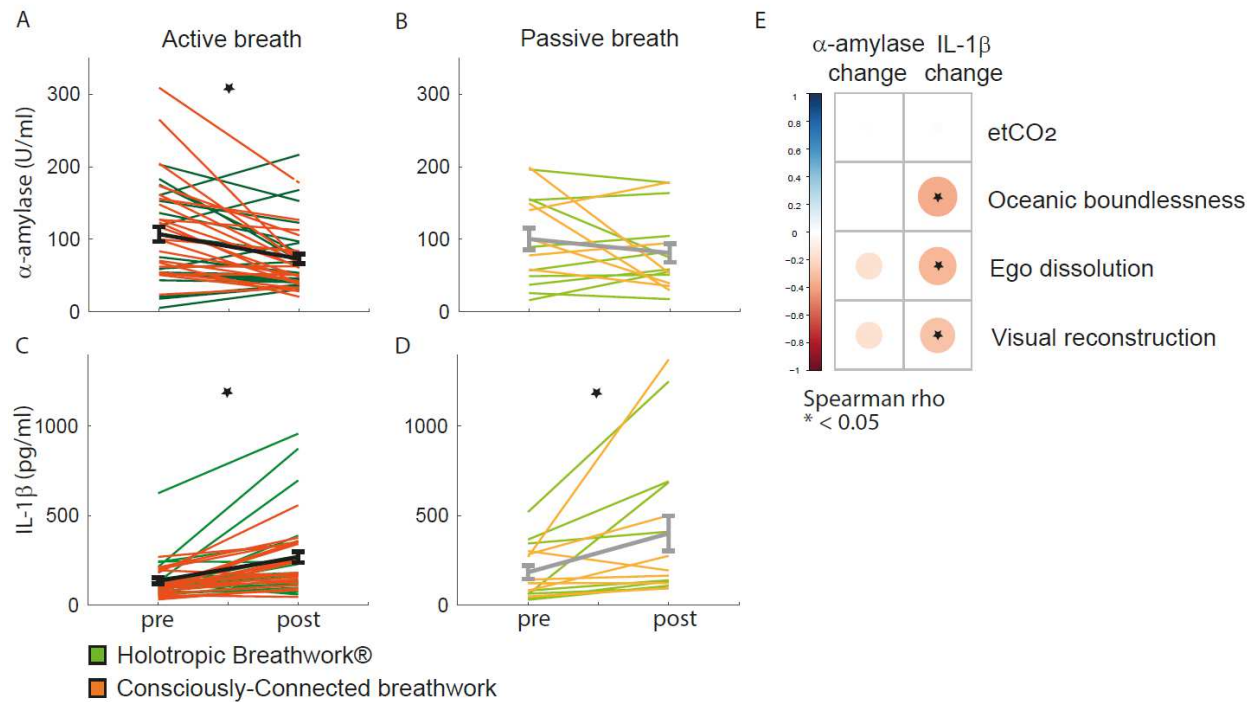 A
Active breath
α-amylase (U/ml)
300
200
100
0
B
Passive breath
300
200
100
0
C
IL-1β (pg/ml)
1000
500
0
pre
post
D
1000
500
0
pre
post
Holotropic Breathwork®
Consciously-Connected breathwork
E
α-amylase IL-1β
change change
1
0.8
0.6
0.4
0.2
0
−0.2
−0.4
−0.6
−0.8
−1
etCO2
Oceanic boundlessness
Ego dissolution
Visual reconstruction
Spearman rho
* < 0.05